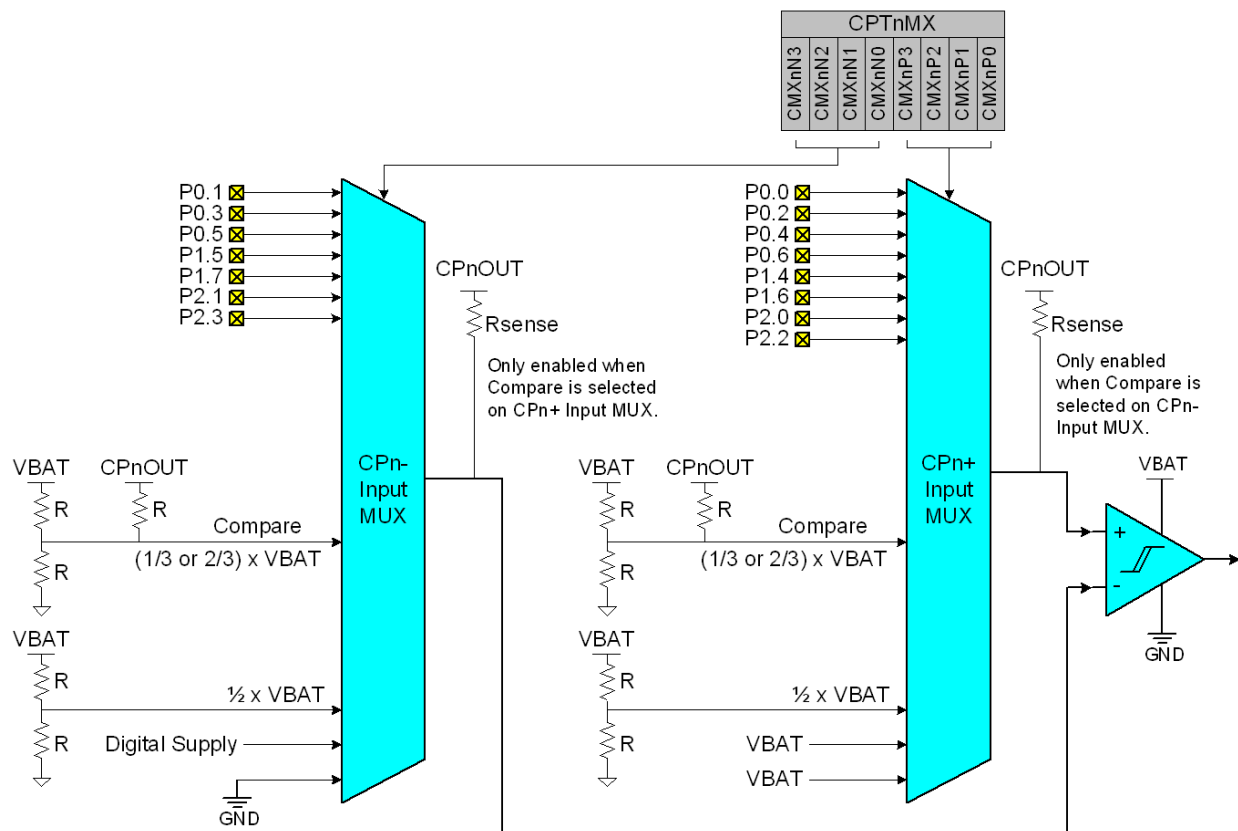 CPTnMX
CMXnN3
CMXnN2
CMXnN1
CMXnN0
CMXnP3
CMXnP2
CMXnP1
CMXnP0
P0.1
P0.3
P0.5
P1.5
P1.7
P2.1
P2.3
CPnOUT
Rsense
Only enabled when
Compare is selected
on CPn+ Input MUX.
VBAT
CPnOUT
R
R
R
Compare
(1/3 or 2/3) x VBAT
VBAT
R
R
½ x VBAT
Digital Supply
GND
CPn-
Input
MUX
P0.0
P0.2
P0.4
P0.6
P1.4
P1.6
P2.0
P2.2
CPnOUT
Rsense
Only enabled
when Compare is
selected on CPn-
Input MUX.
VBAT
CPnOUT
R
R
R
Compare
(1/3 or 2/3) x VBAT
VBAT
R
R
½ x VBAT
VBAT
VBAT
CPn+
Input
MUX
VBAT
+
-
GND